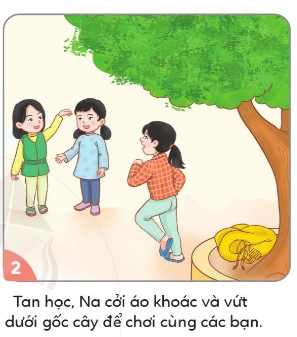 2
Tan học, Na cởi áo khoác và vứt
dưới gốc cây để chơi cùng các bạn.